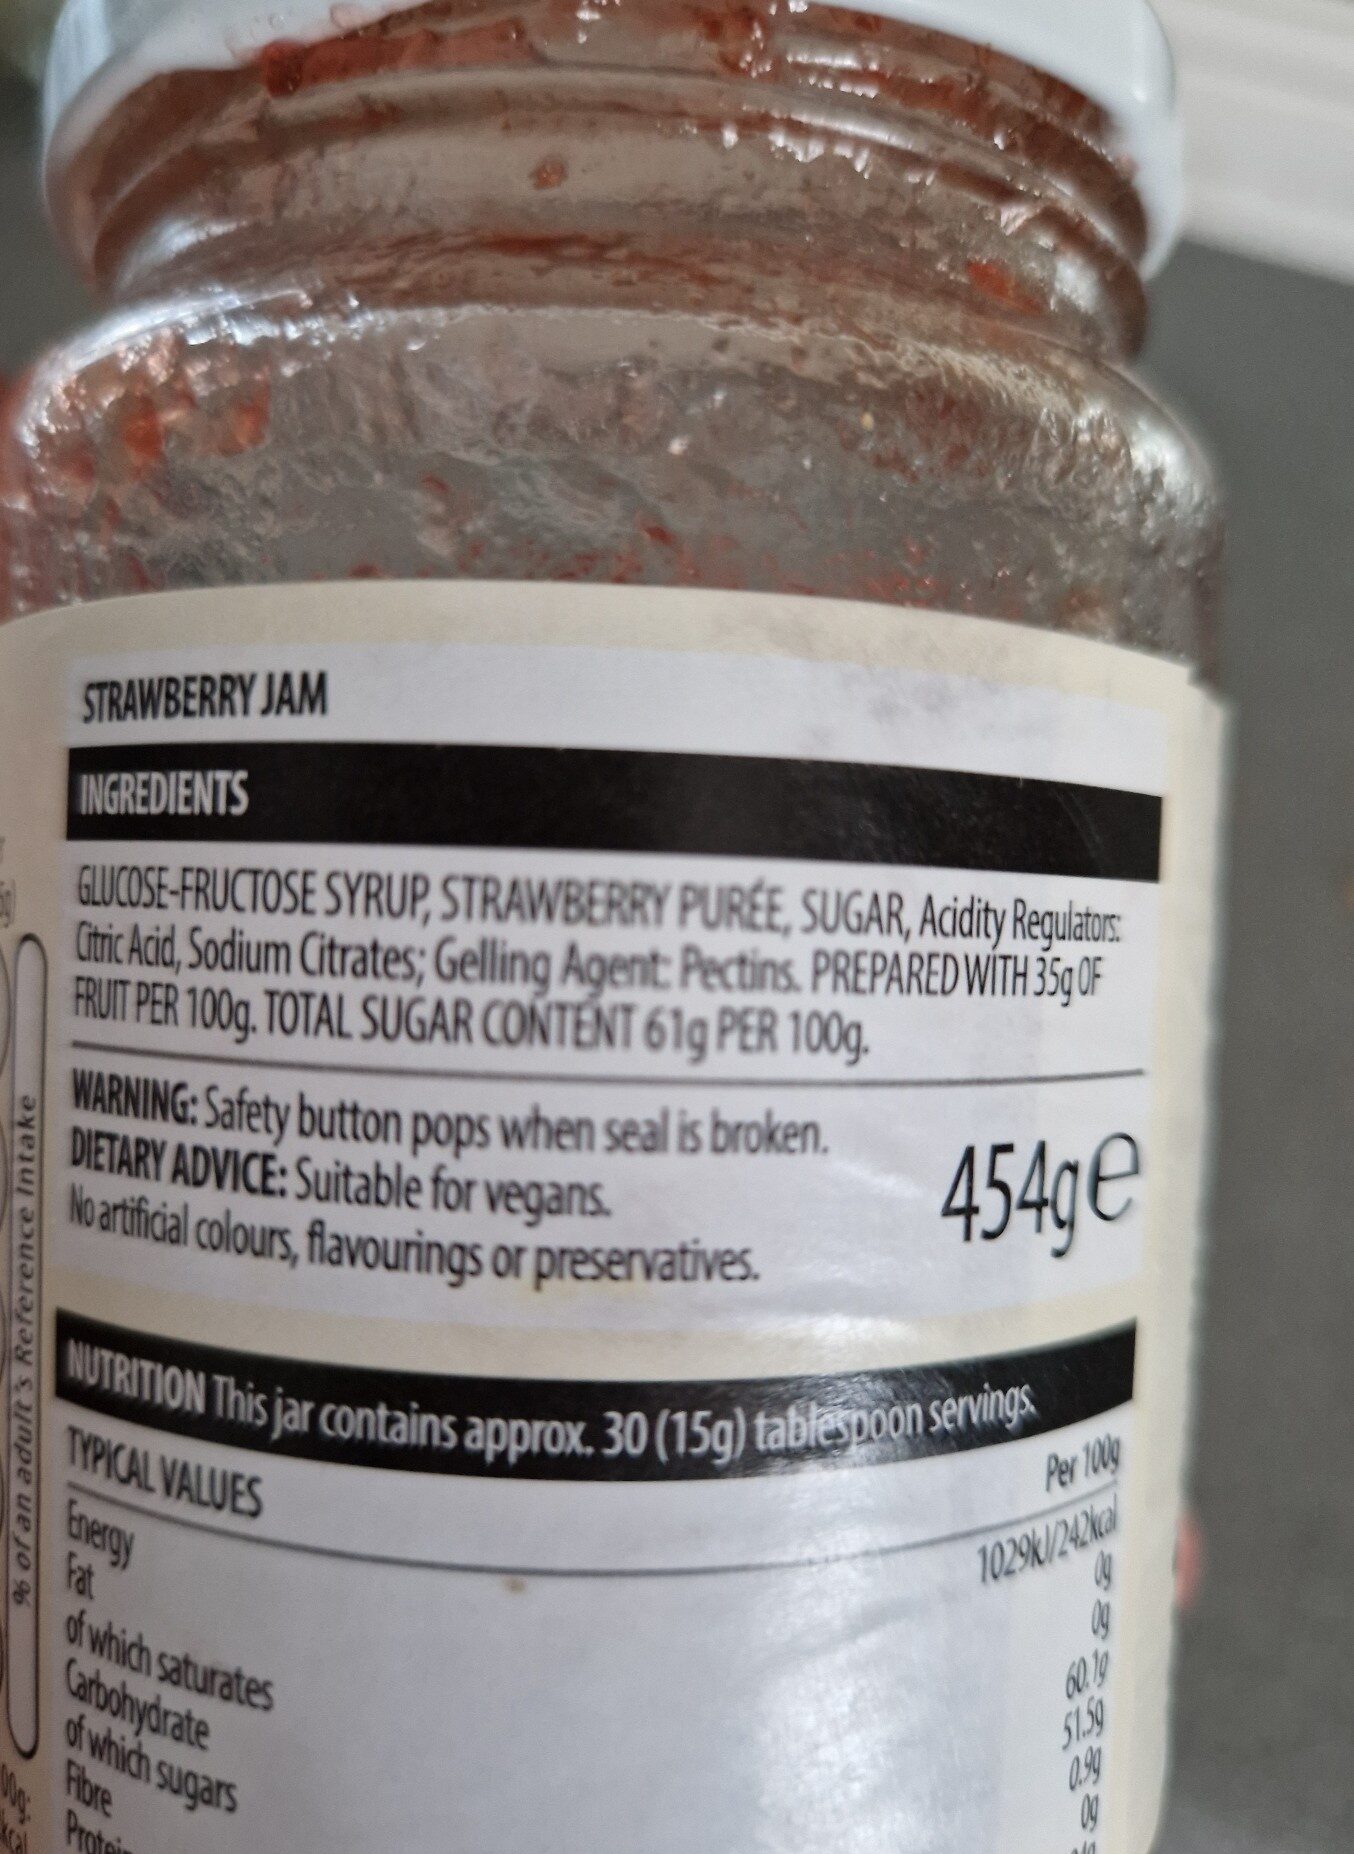 STRAWBERRY JAM
INGREDIENTS
GLUCOSE-FRUCTOSE SYRUP, STRAWBERRY PURÉE, SUGAR, Acidity Regulators:
Citric Acid, Sodium Citrates; Gelling Agent: Pectins. PREPARED WITH 35g OF
FRUIT PER 100g. TOTAL SUGAR CONTENT 61g PER 100g.
WARNING: Safety button pops when seal is broken.
DIETARY ADVICE: Suitable for vegans.
No artificial colours, flavourings or preservatives.
454g e
NUTRITION This jar contains approx. 30 (15g) tablespoon servings.
TYPICAL VALUES Per 100g
Energy 1029kJ/242kcal
Fat 0g
of which saturates 0g
Carbohydrate 60.1g
of which sugars 51.5g
Fibre 0.9g
Protein 0g
% of an adult's Reference Intake